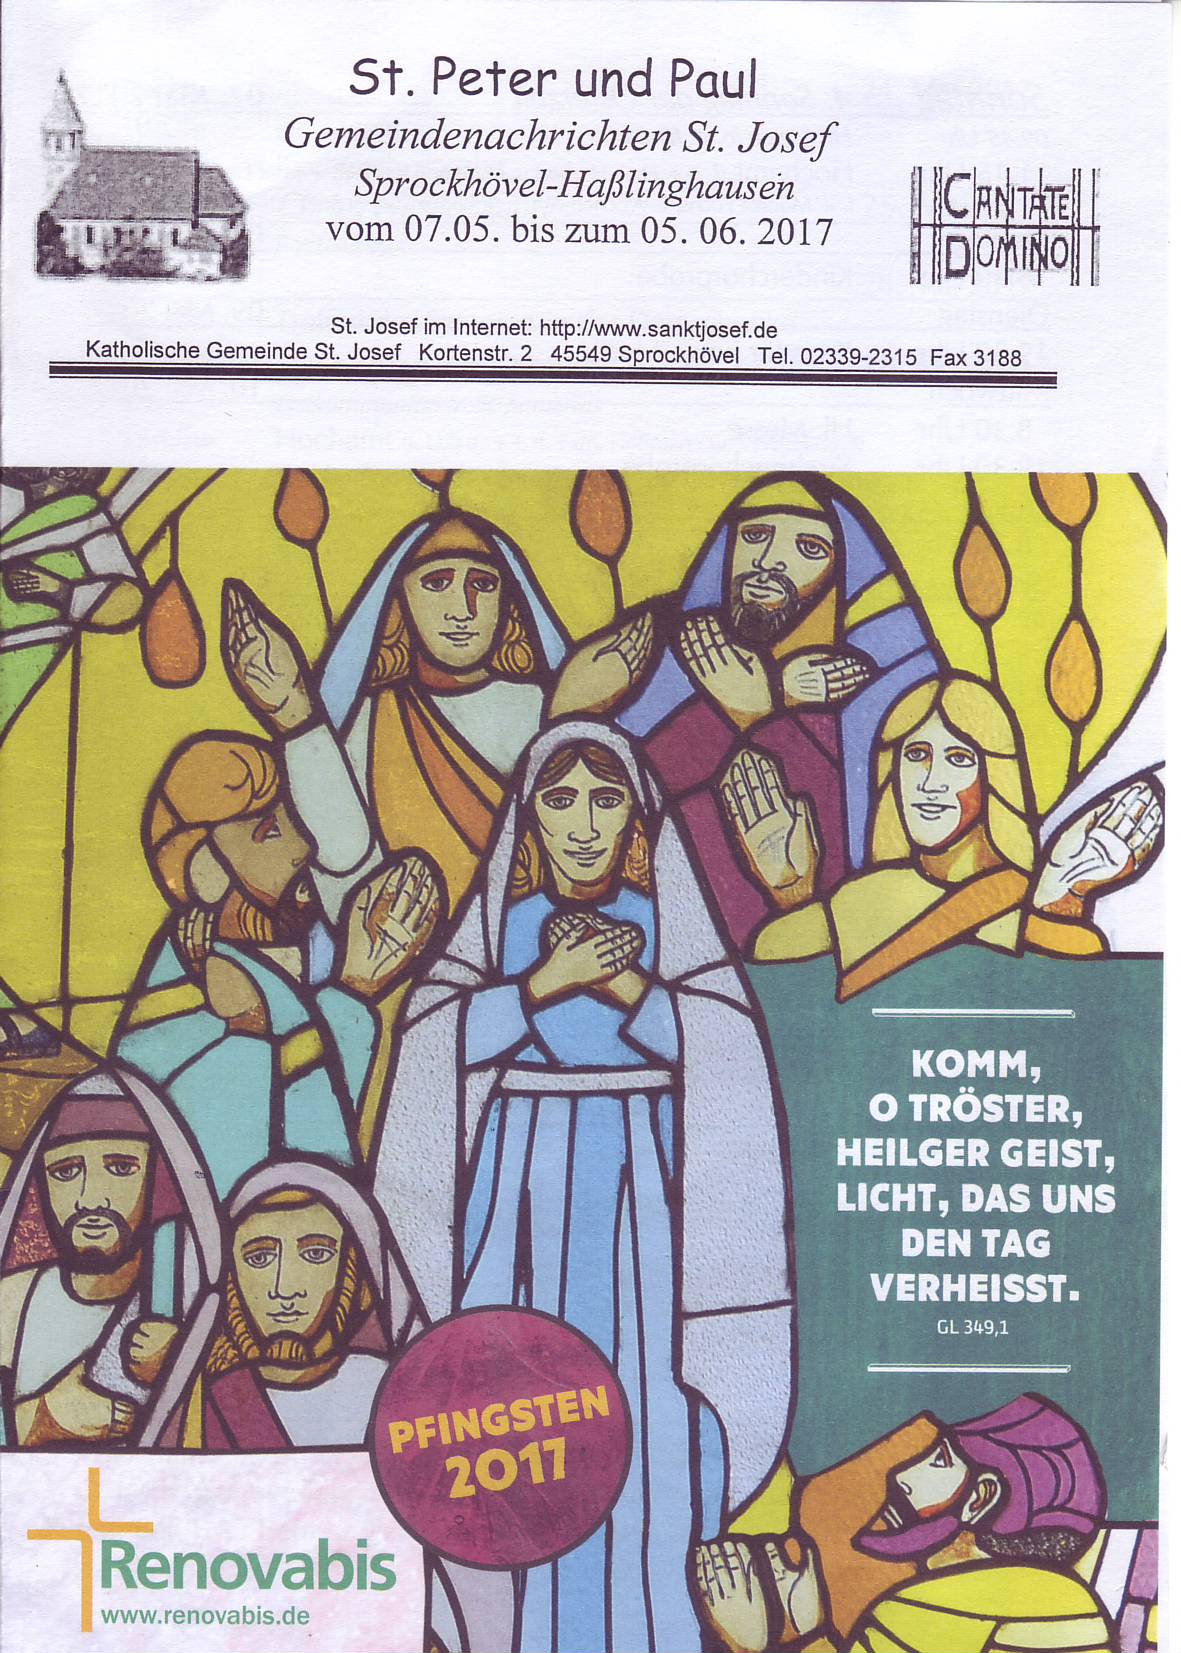 St. Peter und Paul
Gemeindenachrichten St. Josef
Sprockhövel-Haßlinghausen
vom 07.05. bis zum 05. 06. 2017
CANTATE
DOMINO
St. Josef im Internet: http://www.sanktjosef.de
Katholische Gemeinde St. Josef Kortenstr. 2 45549 Sprockhövel Tel. 02339-2315 Fax 3188
KOMM,
O TRÖSTER,
HEILGER GEIST,
LICHT, DAS UNS
DEN TAG
VERHEISST.
GL 349,1
PFINGSTEN
2017
Renovabis
www.renovabis.de